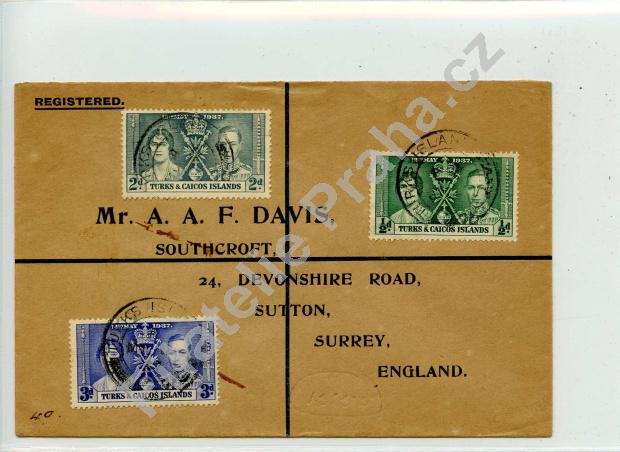 REGISTERED.
12TH MAY 1937.
2d 2d
TURKS & CAICOS ISLANDS
12TH MAY 1937.
½d ½d
TURKS & CAICOS ISLANDS
Mr. A. A. F. DAVIS,
SOUTHCROFT,
24, DEVONSHIRE ROAD,
SUTTON,
SURREY,
ENGLAND.
12TH MAY 1937.
3d 3d
TURKS & CAICOS ISLANDS
40.
Filatelie Praha.cz